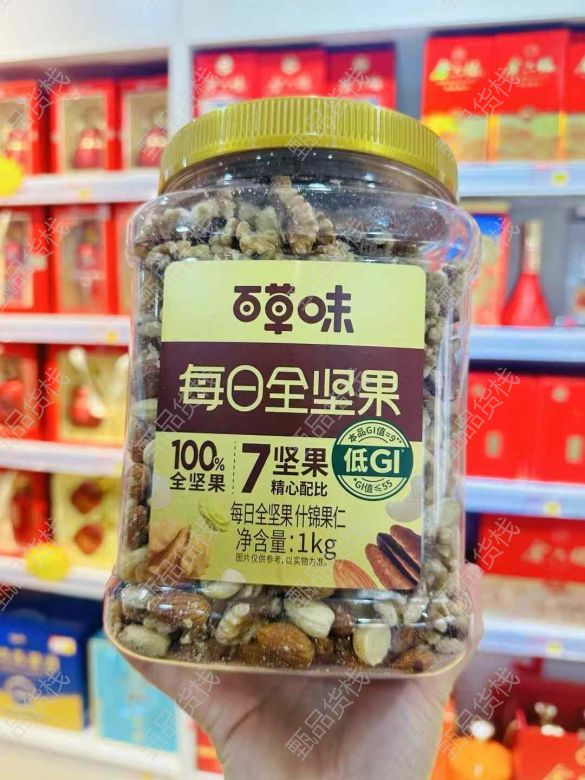 百草味
每日全坚果
100%
全坚果
7坚果
精心配比
本品GI值=9**
低GI*
*GI值≤55
每日全坚果 什锦果仁
净含量:1kg
图片仅供参考,以实物为准。
甄品货栈